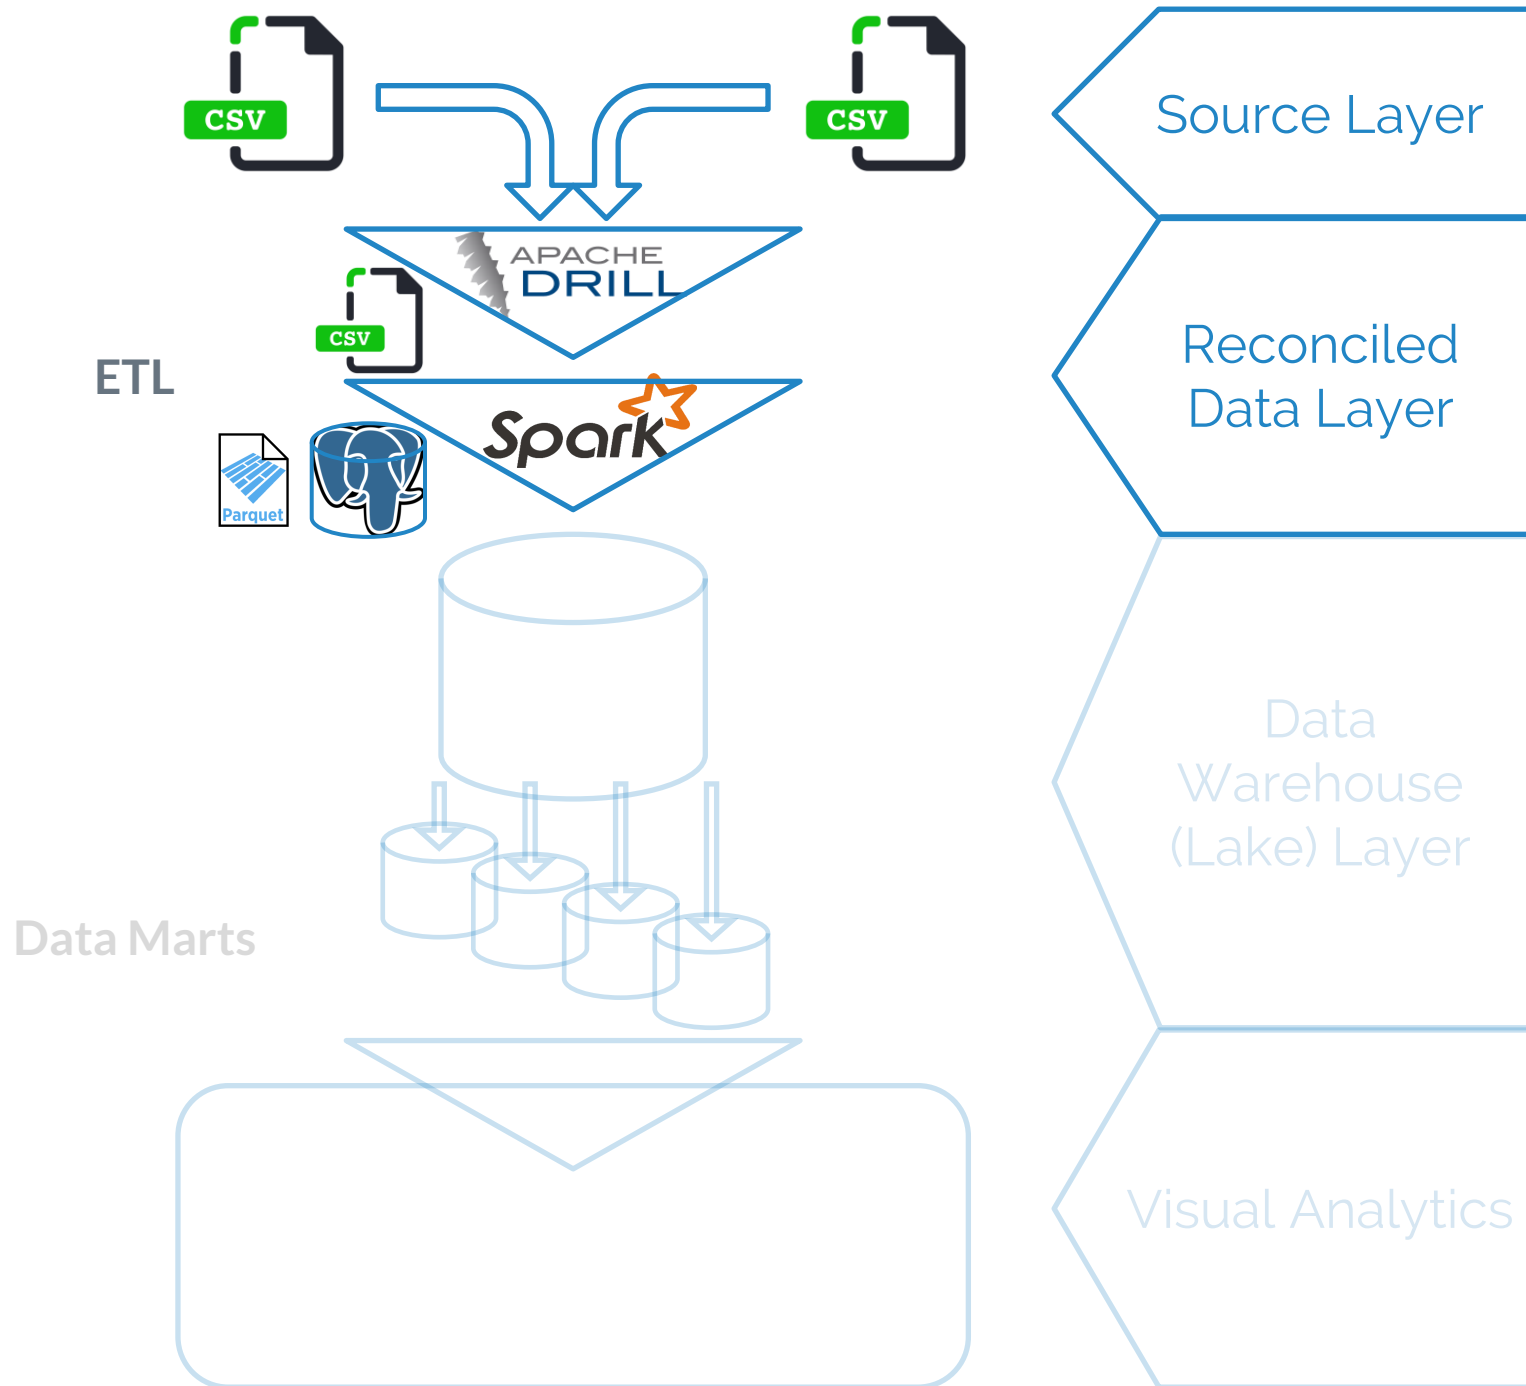 CSV
CSV
Source Layer
APACHE
DRILL
CSV
ETL
Reconciled
Data Layer
Spark
Parquet
Data
Warehouse
(Lake) Layer
Data Marts
Visual Analytics